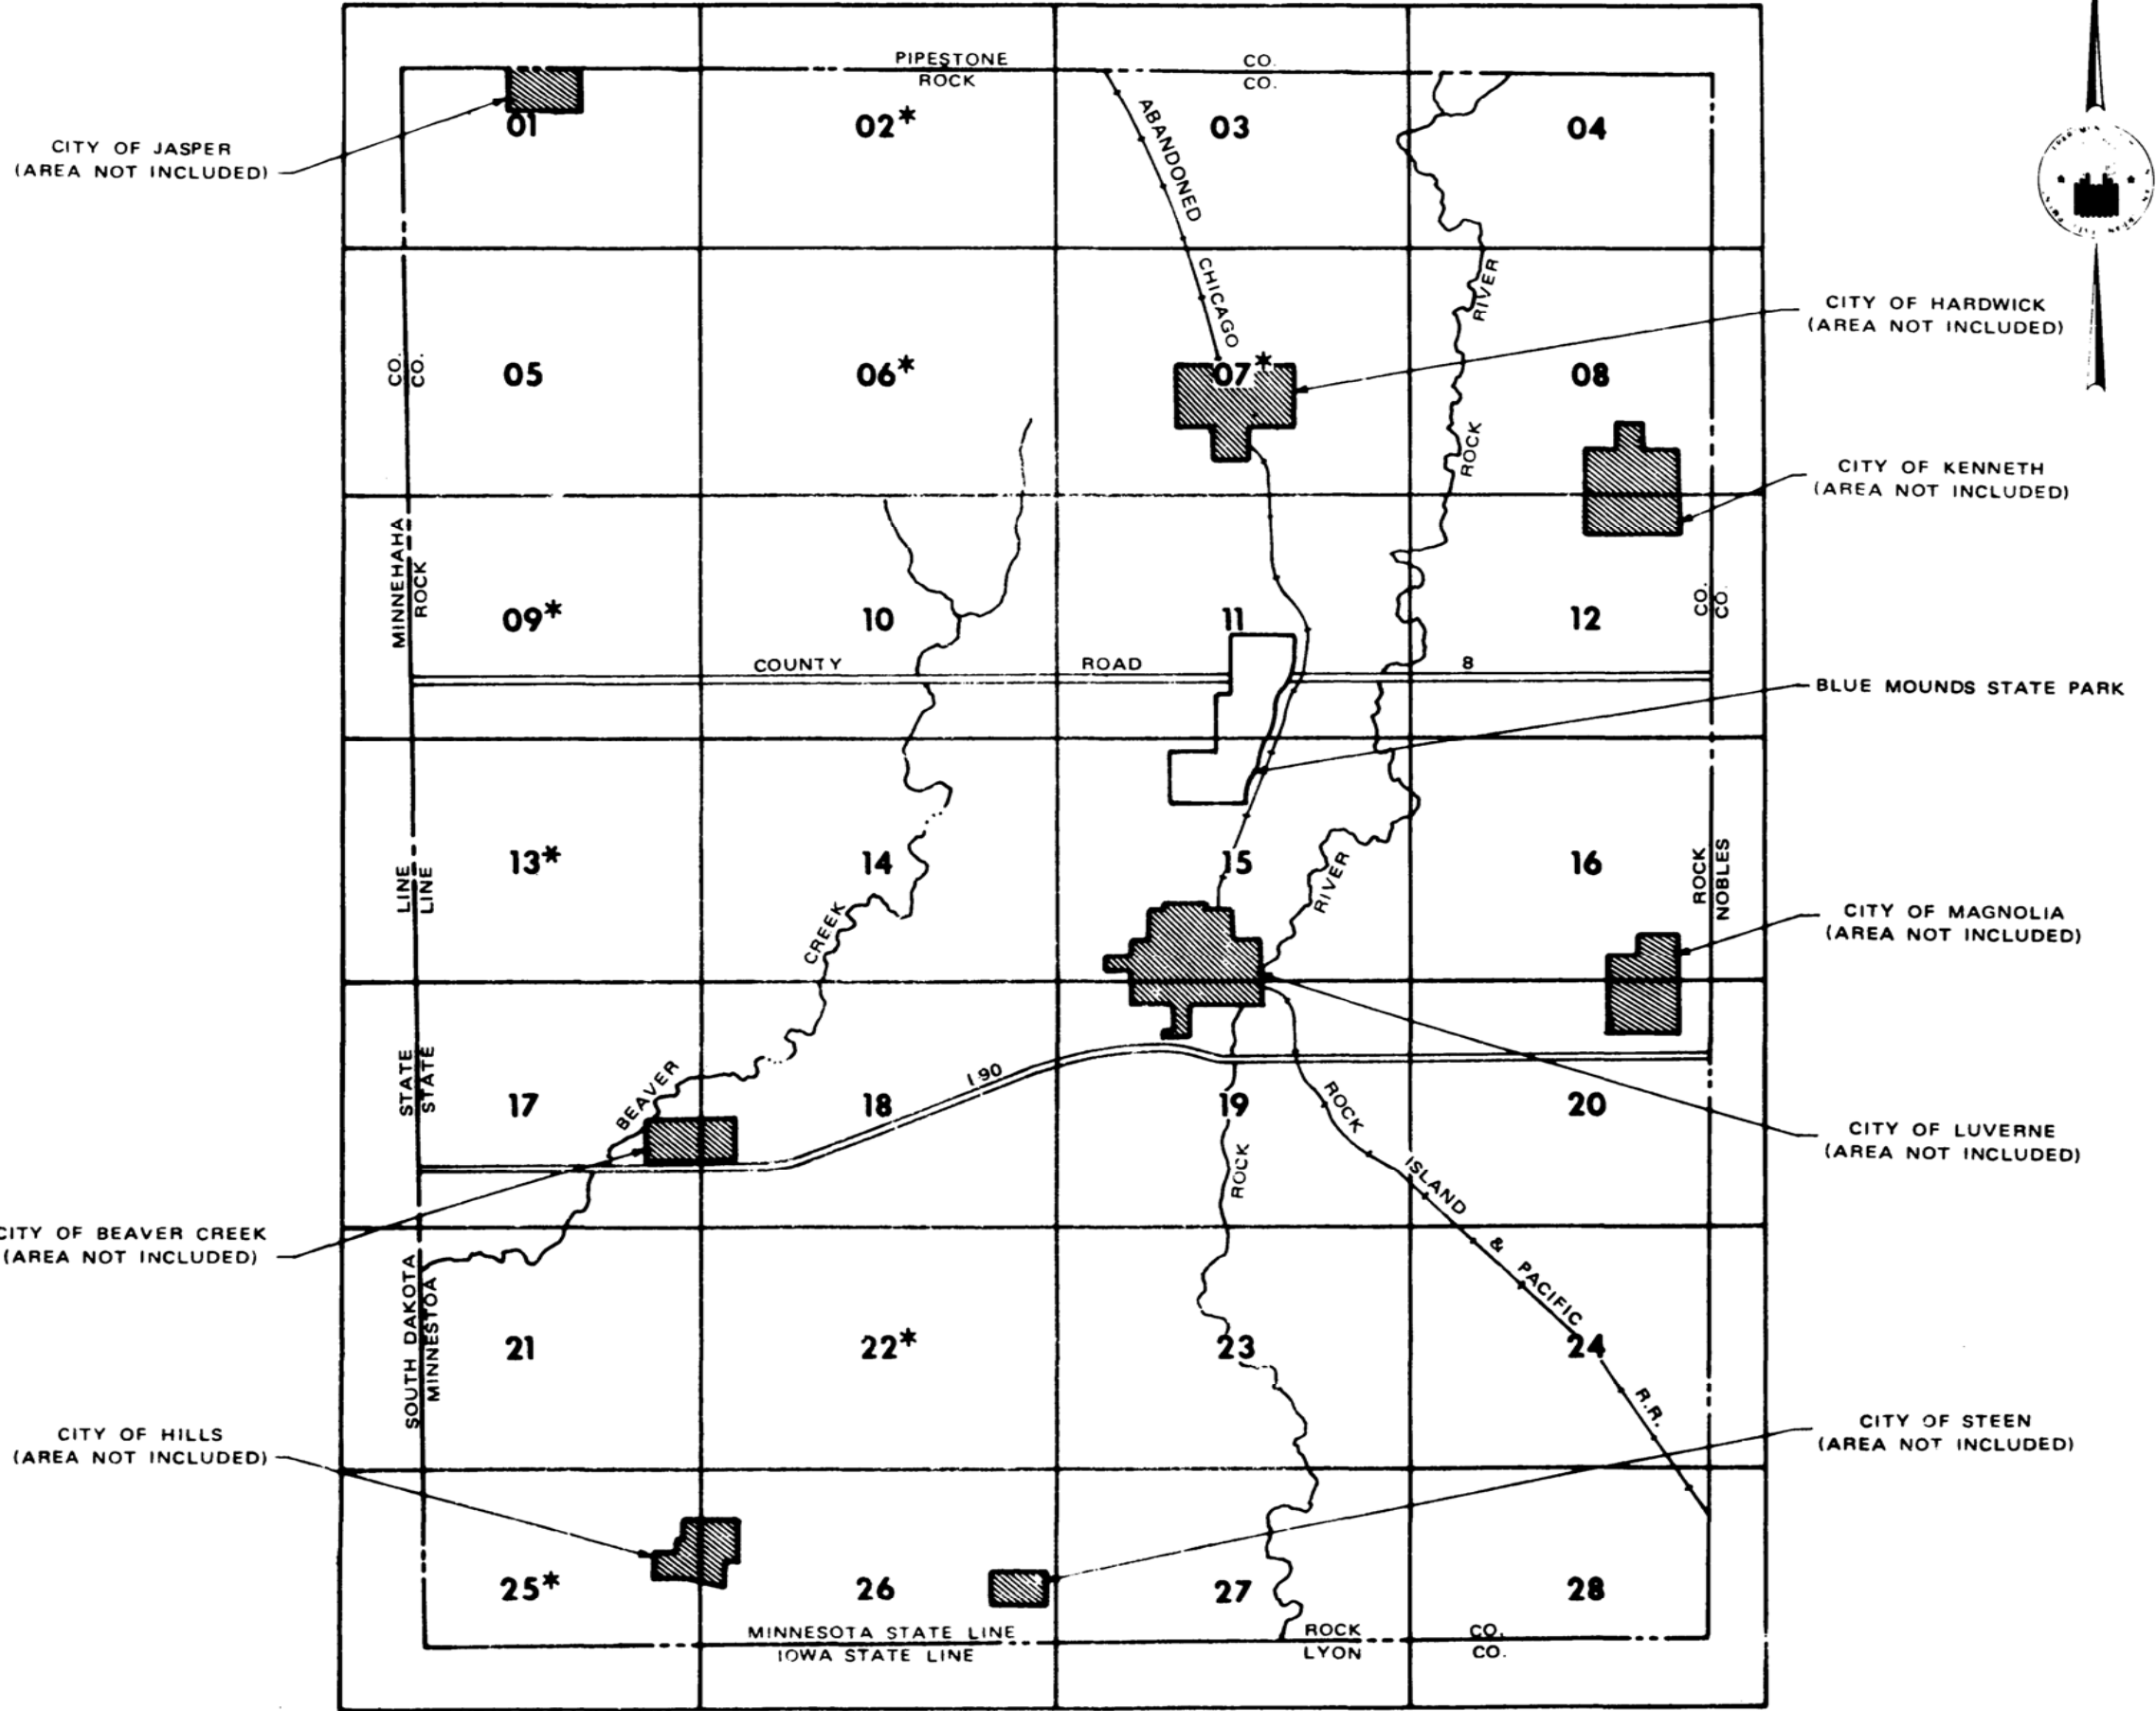 PIPESTONE CO.
ROCK CO.
CITY OF JASPER
(AREA NOT INCLUDED)
01
02*
03
04
ABANDONED
CHICAGO
RIVER
ROCK
CITY OF HARDWICK
(AREA NOT INCLUDED)
CO.
CO.
05
06*
07*
08
CITY OF KENNETH
(AREA NOT INCLUDED)
MINNEHAHA
ROCK
09*
10
11
12
CO.
CO.
COUNTY ROAD 8
BLUE MOUNDS STATE PARK
LINE
LINE
13*
14
15
16
ROCK
NOBLES
RIVER
CREEK
CITY OF MAGNOLIA
(AREA NOT INCLUDED)
STATE
STATE
BEAVER
I-90
17
18
19
20
ROCK
ROCK
ISLAND
&
PACIFIC
R.R.
CITY OF LUVERNE
(AREA NOT INCLUDED)
CITY OF BEAVER CREEK
(AREA NOT INCLUDED)
SOUTH DAKOTA
MINNESTOA
21
22*
23
24
CITY OF HILLS
(AREA NOT INCLUDED)
CITY OF STEEN
(AREA NOT INCLUDED)
25*
26
27
28
MINNESOTA STATE LINE
IOWA STATE LINE
ROCK CO.
LYON CO.